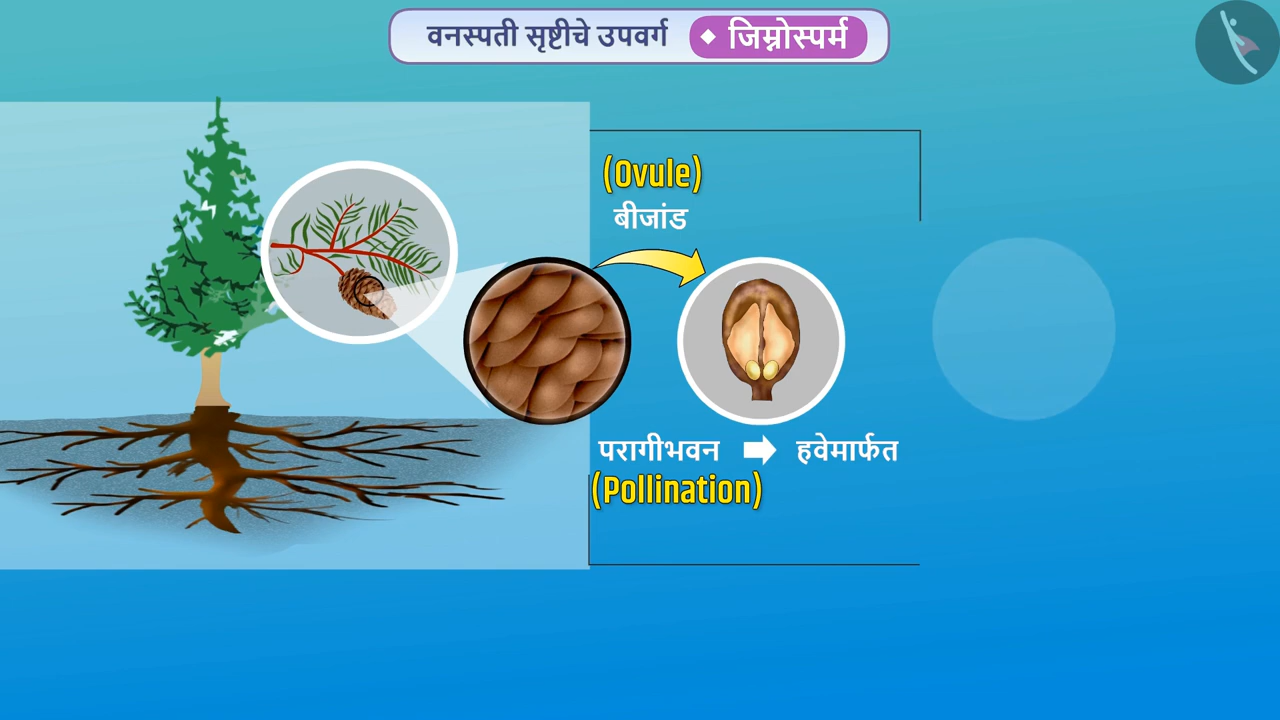 वनस्पती सृष्टीचे उपवर्ग जिम्नोस्पर्म
(Ovule)
बीजांड
परागीभवन हवेमार्फत
(Pollination)